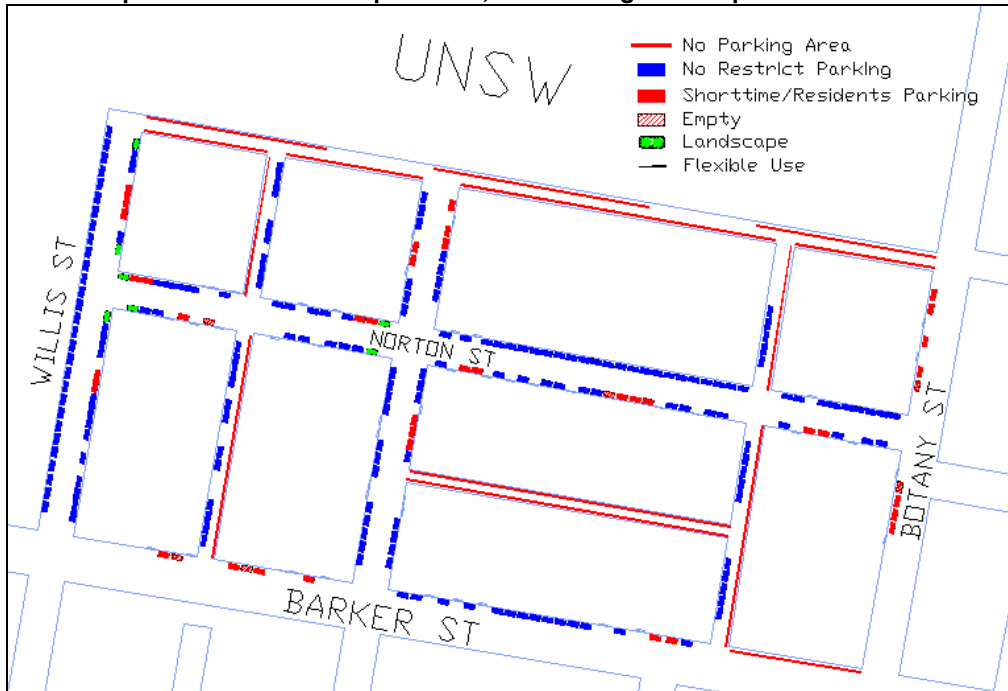 UNSW
No Parking Area
No Restrict Parking
Shorttime/Residents Parking
Empty
Landscape
Flexible Use
WILLIS ST
NORTON ST
BOTANY ST
BARKER ST